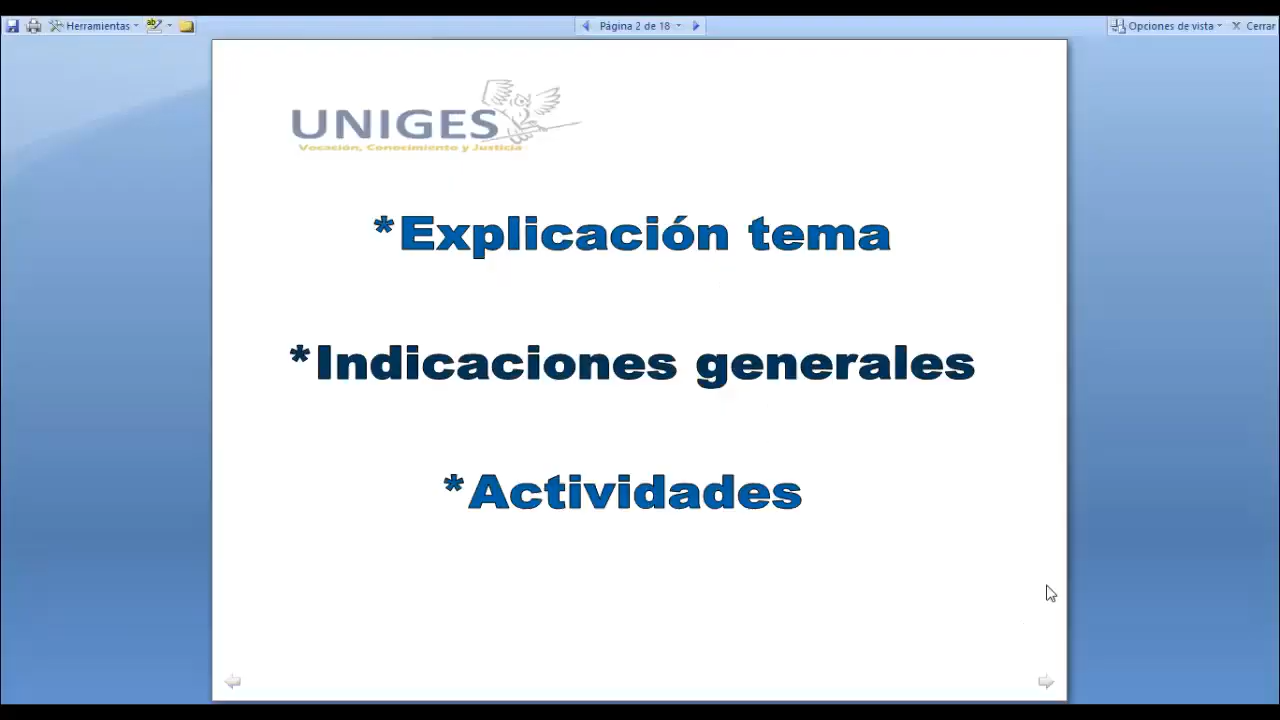 Herramientas
Página 2 de 18
Opciones de vista
Cerrar
UNIGES
Vocación, Conocimiento y Justicia
*Explicación tema
*Indicaciones generales
*Actividades